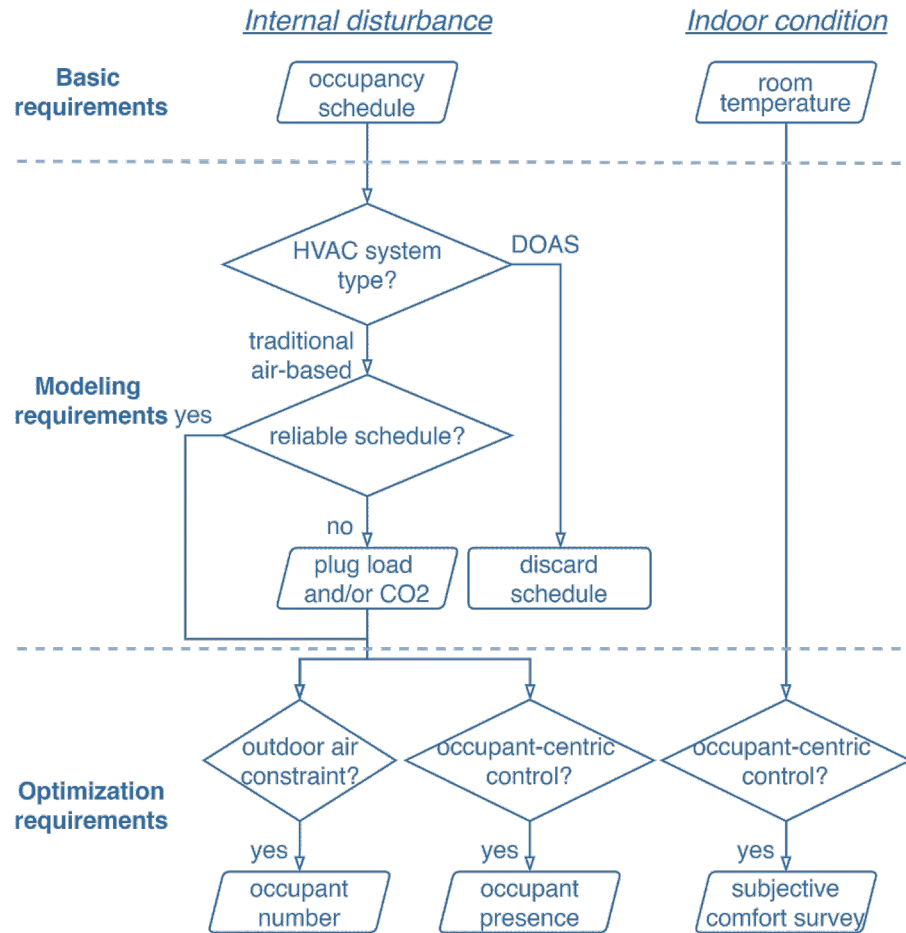 Internal disturbance
Indoor condition
Basic
requirements
occupancy
schedule
room
temperature
HVAC system
type?
DOAS
traditional
air-based
Modeling
requirements
yes
reliable schedule?
no
plug load
and/or CO2
discard
schedule
outdoor air
constraint?
occupant-centric
control?
occupant-centric
control?
Optimization
requirements
yes
yes
yes
occupant
number
occupant
presence
subjective
comfort survey